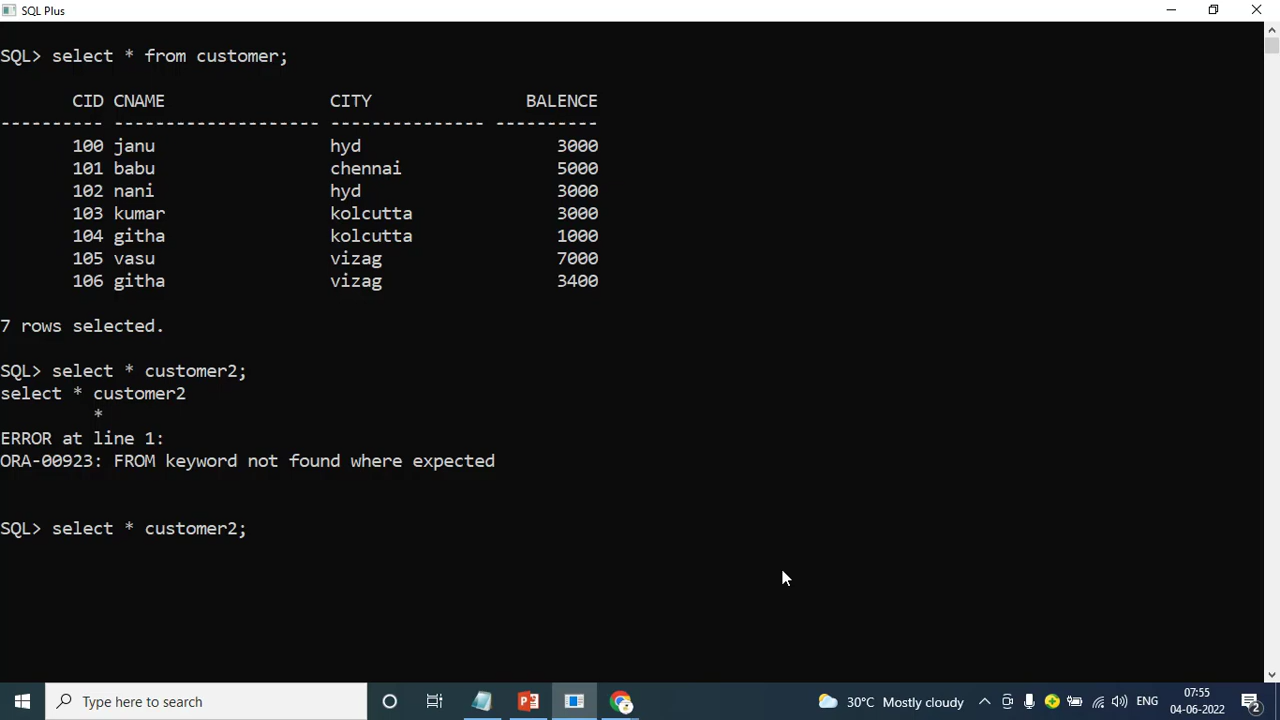 SQL Plus
SQL> select * from customer;
CID CNAME CITY BALENCE
---------- -------------------- --------------- ----------
100 janu hyd 3000
101 babu chennai 5000
102 nani hyd 3000
103 kumar kolcutta 3000
104 githa kolcutta 1000
105 vasu vizag 7000
106 githa vizag 3400
7 rows selected.
SQL> select * customer2;
select * customer2
*
ERROR at line 1:
ORA-00923: FROM keyword not found where expected
SQL> select * customer2;
Type here to search
30°C Mostly cloudy
ENG
07:55
04-06-2022
2